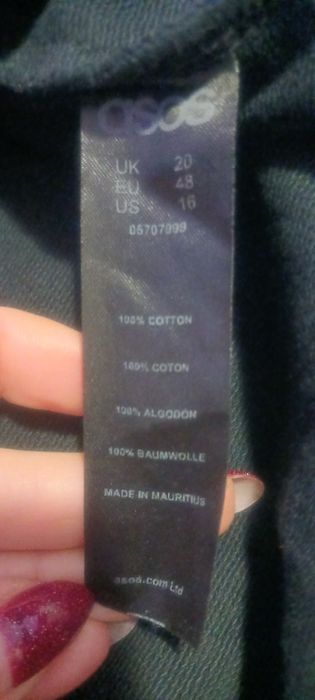 asos
UK 20
EU 48
US 16
05707999
100% COTTON
100% COTON
100% ALGODON
100% BAUMWOLLE
MADE IN MAURITIUS
asos.com Ltd